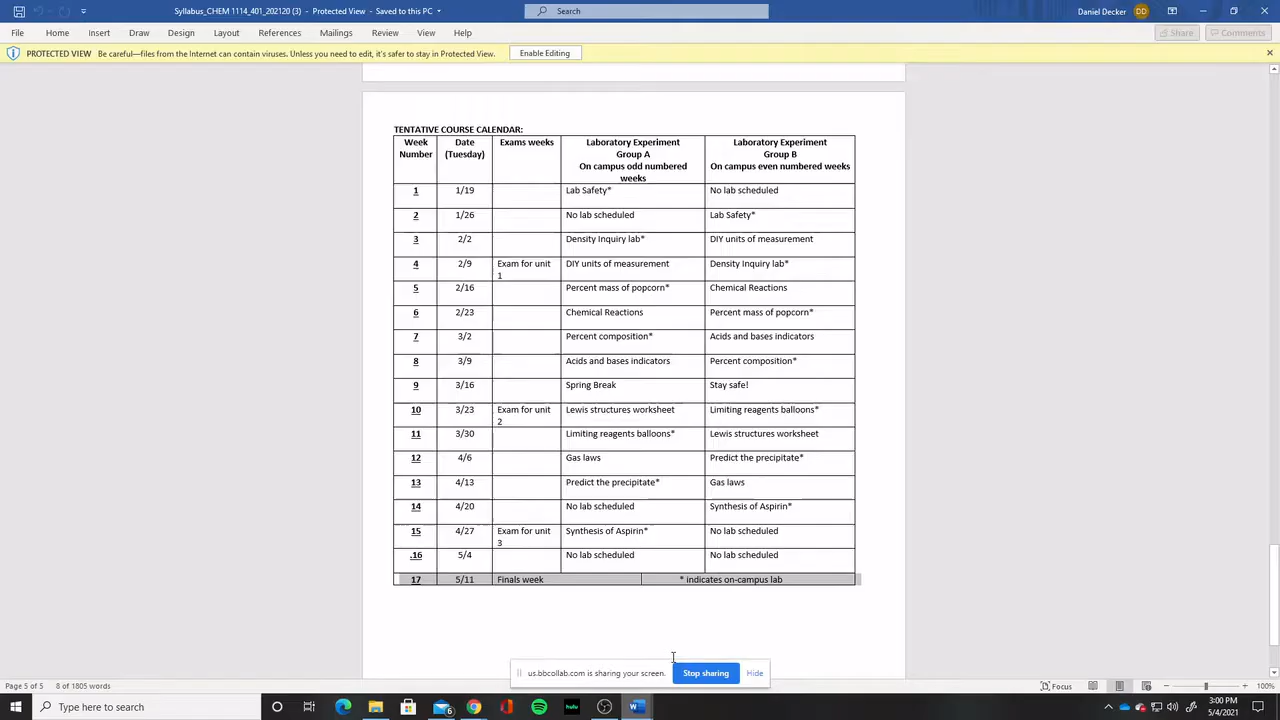 Syllabus_CHEM 1114_401_202120 (3) - Protected View • Saved to this PC
Search
Daniel Decker
DD
File Home Insert Draw Design Layout References Mailings Review View Help
Share
Comments
PROTECTED VIEW Be careful—files from the Internet can contain viruses. Unless you need to edit, it's safer to stay in Protected View.
Enable Editing
TENTATIVE COURSE CALENDAR:
Week Number Date (Tuesday) Exams weeks Laboratory Experiment Group A On campus odd numbered weeks Laboratory Experiment Group B On campus even numbered weeks
1 1/19 Lab Safety* No lab scheduled
2 1/26 No lab scheduled Lab Safety*
3 2/2 Density Inquiry lab* DIY units of measurement
4 2/9 Exam for unit 1 DIY units of measurement Density Inquiry lab*
5 2/16 Percent mass of popcorn* Chemical Reactions
6 2/23 Chemical Reactions Percent mass of popcorn*
7 3/2 Percent composition* Acids and bases indicators
8 3/9 Acids and bases indicators Percent composition*
9 3/16 Spring Break Stay safe!
10 3/23 Exam for unit 2 Lewis structures worksheet Limiting reagents balloons*
11 3/30 Limiting reagents balloons* Lewis structures worksheet
12 4/6 Gas laws Predict the precipitate*
13 4/13 Predict the precipitate* Gas laws
14 4/20 No lab scheduled Synthesis of Aspirin*
15 4/27 Exam for unit 3 Synthesis of Aspirin* No lab scheduled
.16 5/4 No lab scheduled No lab scheduled
17 5/11 Finals week * indicates on-campus lab
us.bbcollab.com is sharing your screen.
Stop sharing
Hide
Page 5 of 5 8 of 1805 words
Focus
100%
Type here to search
6
hulu
3:00 PM
5/4/2021